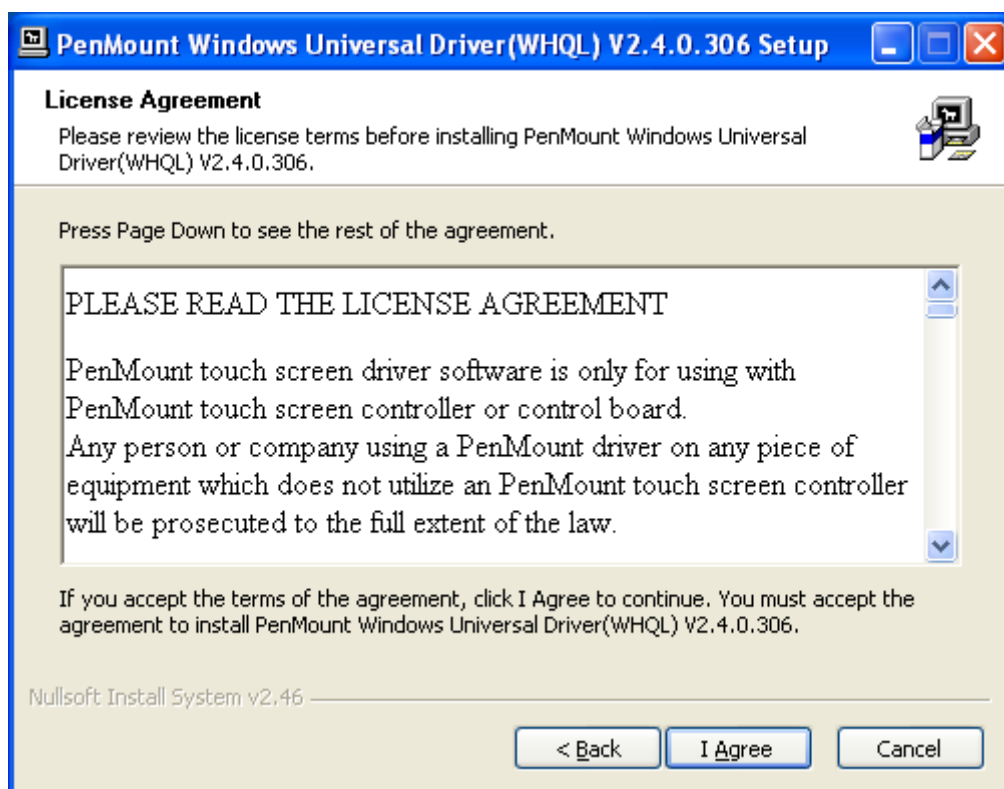 PenMount Windows Universal Driver(WHQL) V2.4.0.306 Setup
License Agreement
Please review the license terms before installing PenMount Windows Universal
Driver(WHQL) V2.4.0.306.
Press Page Down to see the rest of the agreement.
PLEASE READ THE LICENSE AGREEMENT
PenMount touch screen driver software is only for using with
PenMount touch screen controller or control board.
Any person or company using a PenMount driver on any piece of
equipment which does not utilize an PenMount touch screen controller
will be prosecuted to the full extent of the law.
If you accept the terms of the agreement, click I Agree to continue. You must accept the
agreement to install PenMount Windows Universal Driver(WHQL) V2.4.0.306.
Nullsoft Install System v2.46
< Back
I Agree
Cancel